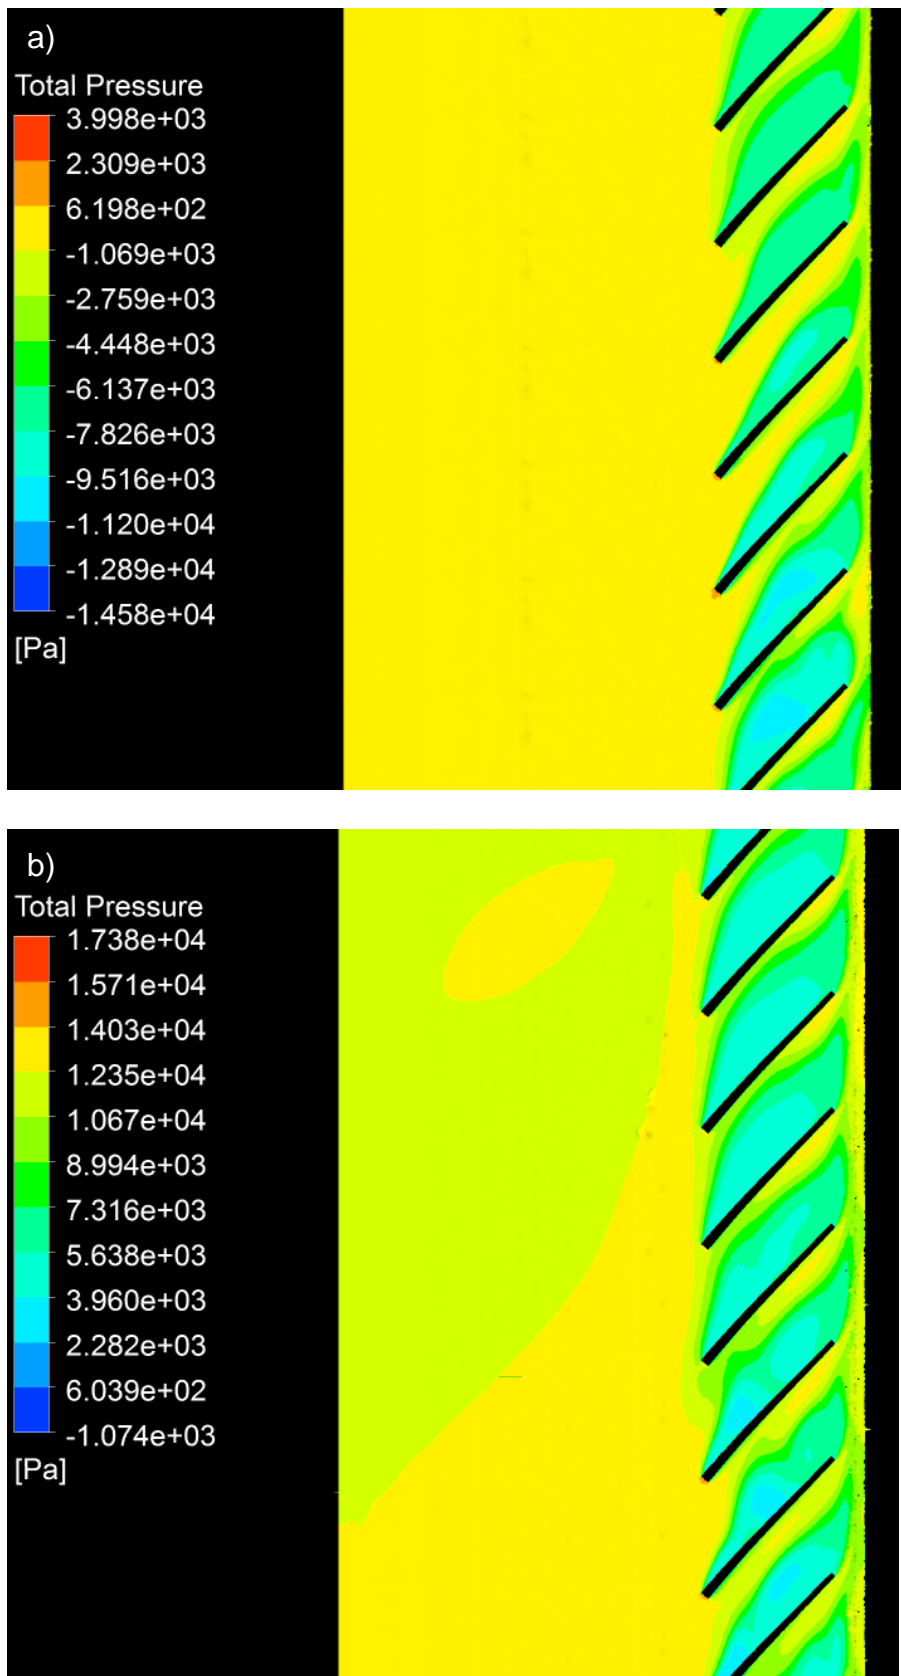 a)
Total Pressure
3.998e+03
2.309e+03
6.198e+02
-1.069e+03
-2.759e+03
-4.448e+03
-6.137e+03
-7.826e+03
-9.516e+03
-1.120e+04
-1.289e+04
-1.458e+04
[Pa]
b)
Total Pressure
1.738e+04
1.571e+04
1.403e+04
1.235e+04
1.067e+04
8.994e+03
7.316e+03
5.638e+03
3.960e+03
2.282e+03
6.039e+02
-1.074e+03
[Pa]